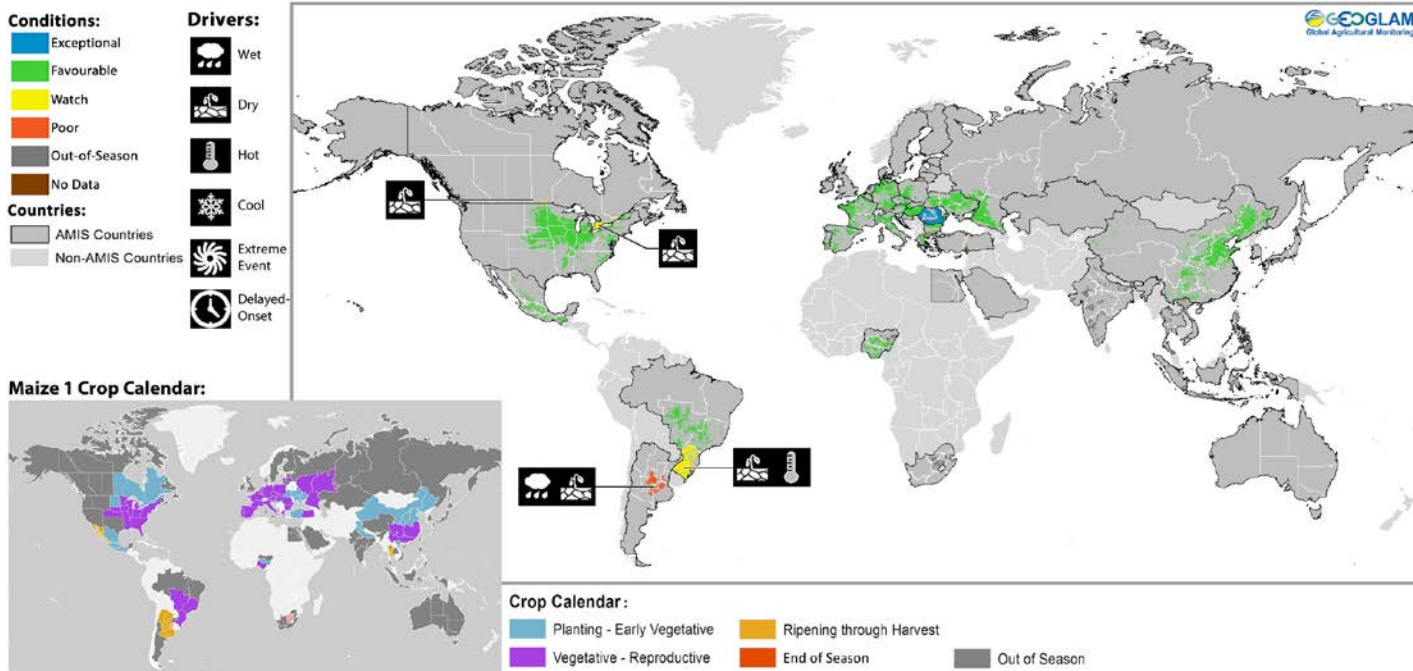 Conditions:
Exceptional
Favourable
Watch
Poor
Out-of-Season
No Data
Countries:
AMIS Countries
Non-AMIS Countries
Drivers:
Wet
Dry
Hot
Cool
Extreme
Event
Delayed-
Onset
GEOGLAM
Global Agricultural Monitoring
Maize 1 Crop Calendar:
Crop Calendar :
Planting - Early Vegetative
Vegetative - Reproductive
Ripening through Harvest
End of Season
Out of Season